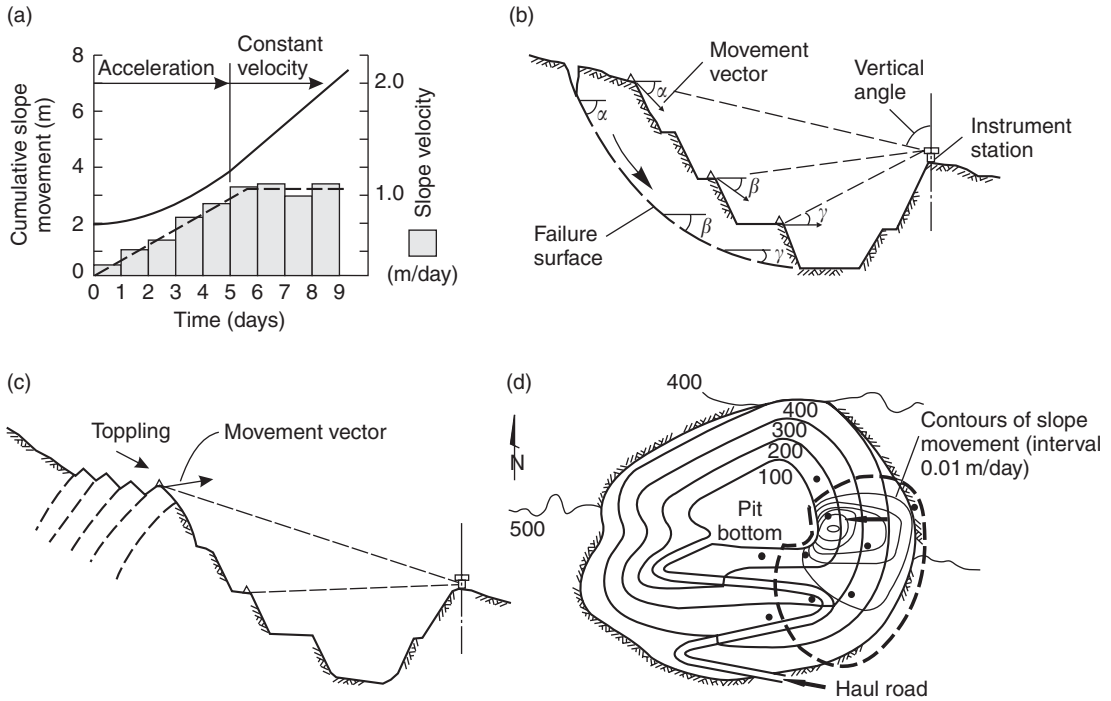 (a)
8
6
4
2
0
Cumulative slope
movement (m)
Acceleration
Constant
velocity
2.0
1.0
Slope velocity
(m/day)
0 1 2 3 4 5 6 7 8 9
Time (days)
(b)
Movement
vector
Vertical
angle
Instrument
station
α
α
β
β
γ
γ
Failure
surface
(c)
Toppling
Movement vector
(d)
N
400
400
300
200
100
500
Pit
bottom
Contours of slope
movement (interval
0.01 m/day)
Haul road